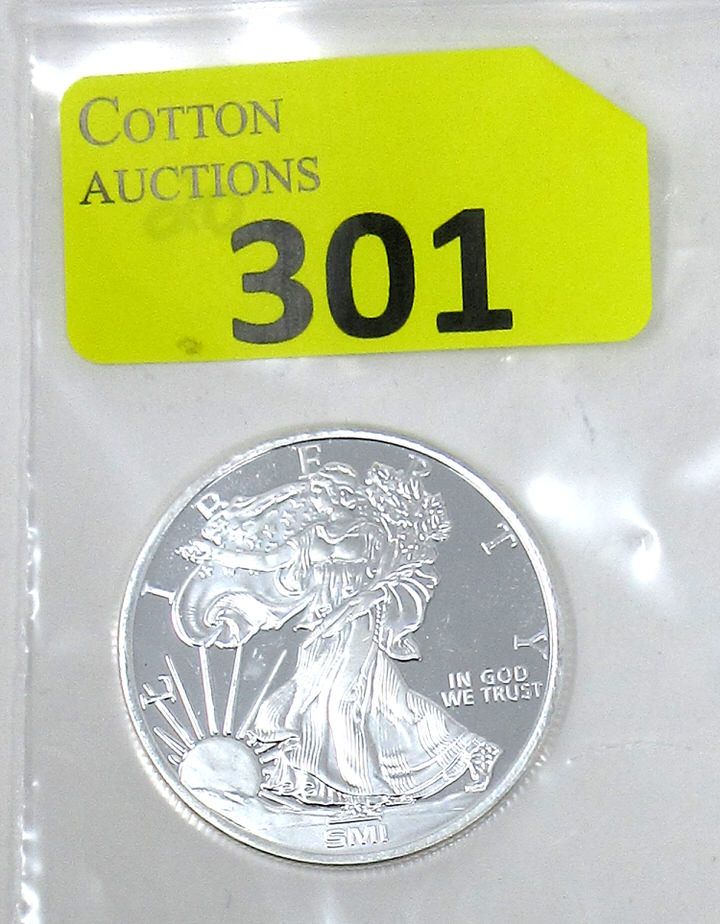 COTTON
AUCTIONS
301
LIBERTY
IN GOD
WE TRUST
SMI